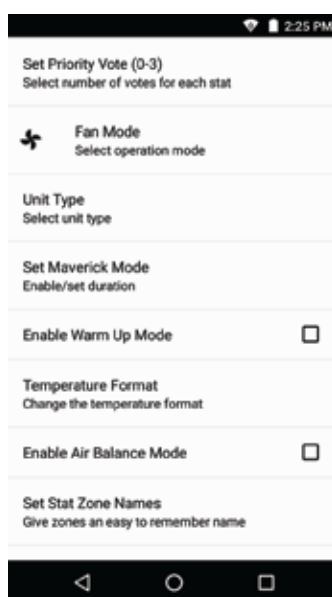 2:25 PM
Set Priority Vote (0-3)
Select number of votes for each stat
Fan Mode
Select operation mode
Unit Type
Select unit type
Set Maverick Mode
Enable/set duration
Enable Warm Up Mode
Temperature Format
Change the temperature format
Enable Air Balance Mode
Set Stat Zone Names
Give zones an easy to remember name